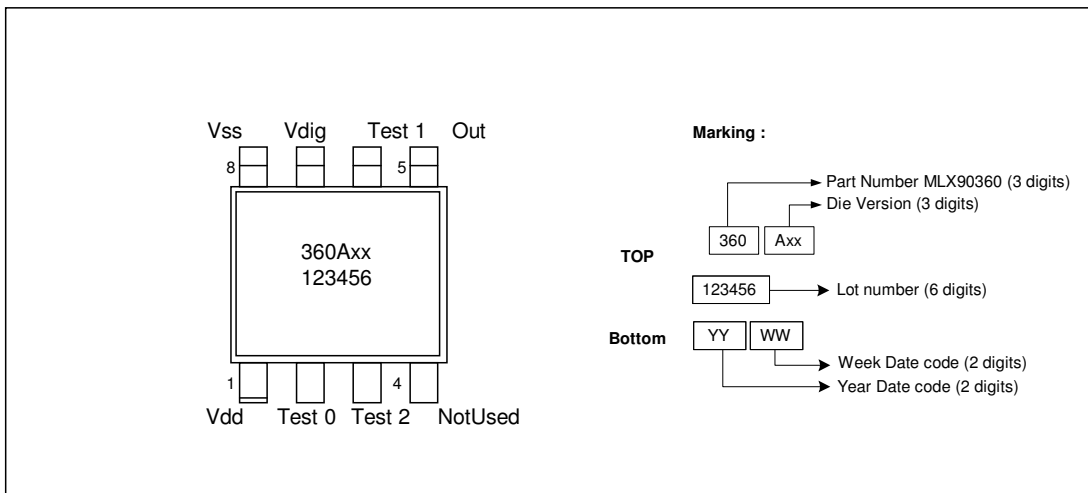 Vss Vdig Test 1 Out
8 5
360Axx
123456
1 4
Vdd Test 0 Test 2 NotUsed
Marking :
Part Number MLX90360 (3 digits)
Die Version (3 digits)
360 Axx
TOP
123456 Lot number (6 digits)
Bottom YY WW
Week Date code (2 digits)
Year Date code (2 digits)